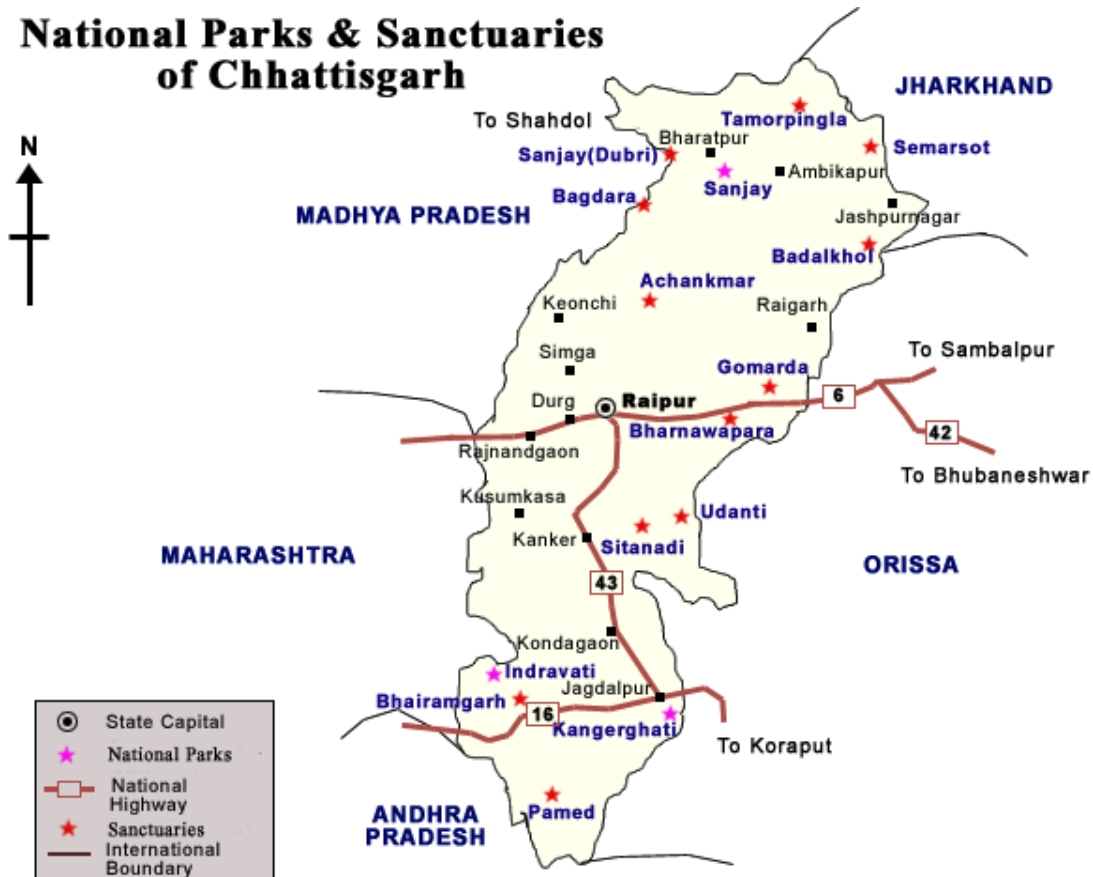 National Parks & Sanctuaries
of Chhattisgarh
JHARKHAND
To Shahdol
Tamorpingla
N
Bharatpur
Semarsot
Sanjay(Dubri)
Ambikapur
Sanjay
Bagdara
MADHYA PRADESH
Jashpurnagar
Badalkhol
Achankmar
Keonchi
Raigarh
Simga
To Sambalpur
Gomarda
Durg
Raipur
6
Bharnawapara
42
Rajnandgaon
To Bhubaneshwar
Kusumkasa
Udanti
Kanker
Sitanadi
MAHARASHTRA
ORISSA
43
Kondagaon
Indravati
Bhairamgarh
Jagdalpur
16
Kangerghati
To Koraput
State Capital
National Parks
National
Highway
Sanctuaries
International
Boundary
Pamed
ANDHRA
PRADESH